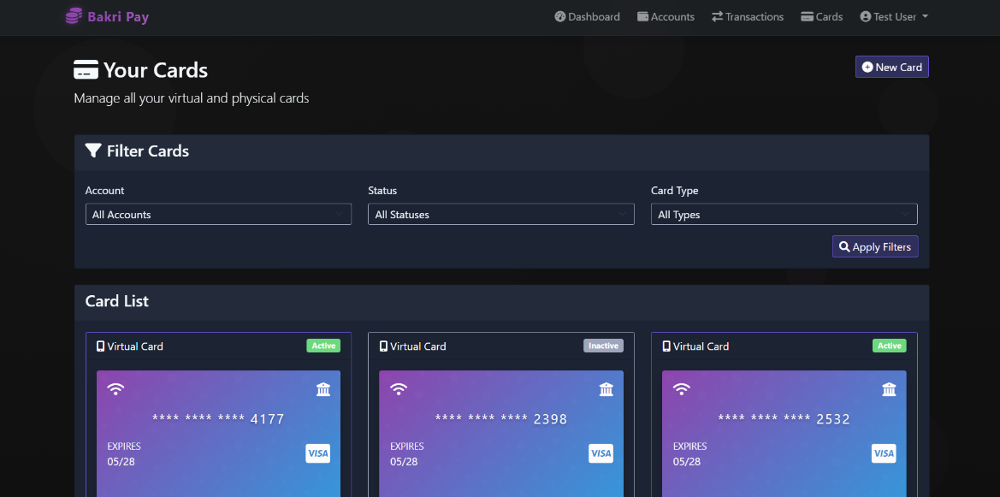 Bakri Pay
Dashboard Accounts Transactions Cards Test User
Your Cards
New Card
Manage all your virtual and physical cards
Filter Cards
Account Status Card Type
All Accounts All Statuses All Types
Apply Filters
Card List
Virtual Card Active Virtual Card Inactive Virtual Card Active
**** **** **** 4177 **** **** **** 2398 **** **** **** 2532
EXPIRES EXPIRES EXPIRES
05/28 VISA 05/28 VISA 05/28 VISA